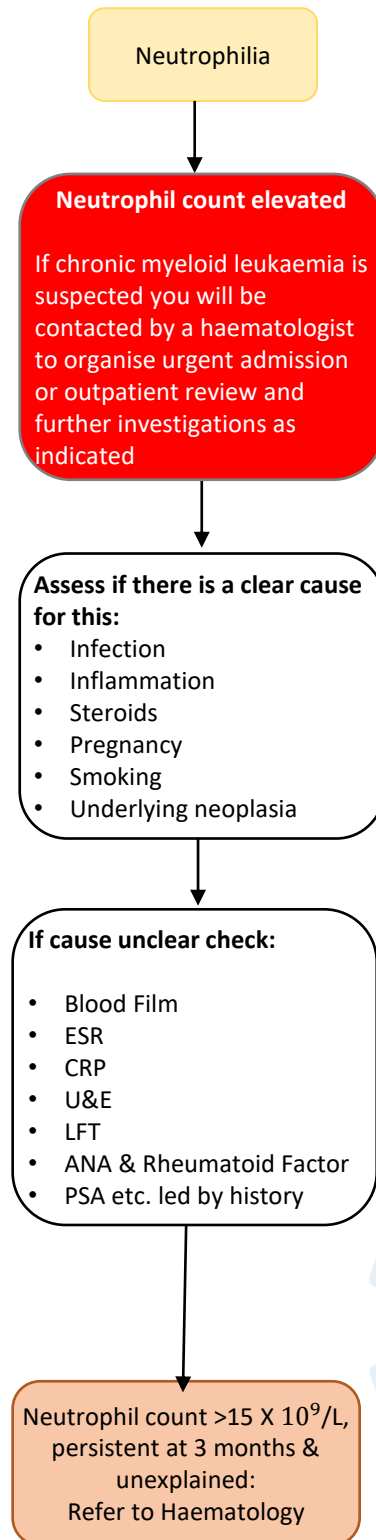 Neutrophilia
Neutrophil count elevated
If chronic myeloid leukaemia is
suspected you will be
contacted by a haematologist
to organise urgent admission
or outpatient review and
further investigations as
indicated
Assess if there is a clear cause
for this:
• Infection
• Inflammation
• Steroids
• Pregnancy
• Smoking
• Underlying neoplasia
If cause unclear check:
• Blood Film
• ESR
• CRP
• U&E
• LFT
• ANA & Rheumatoid Factor
• PSA etc. led by history
Neutrophil count >15 X 10⁹/L,
persistent at 3 months &
unexplained:
Refer to Haematology